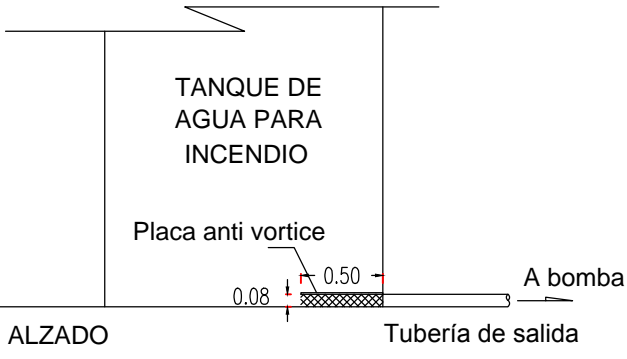 TANQUE DE
AGUA PARA
INCENDIO
Placa anti vortice
0.50
0.08
A bomba
ALZADO
Tubería de salida